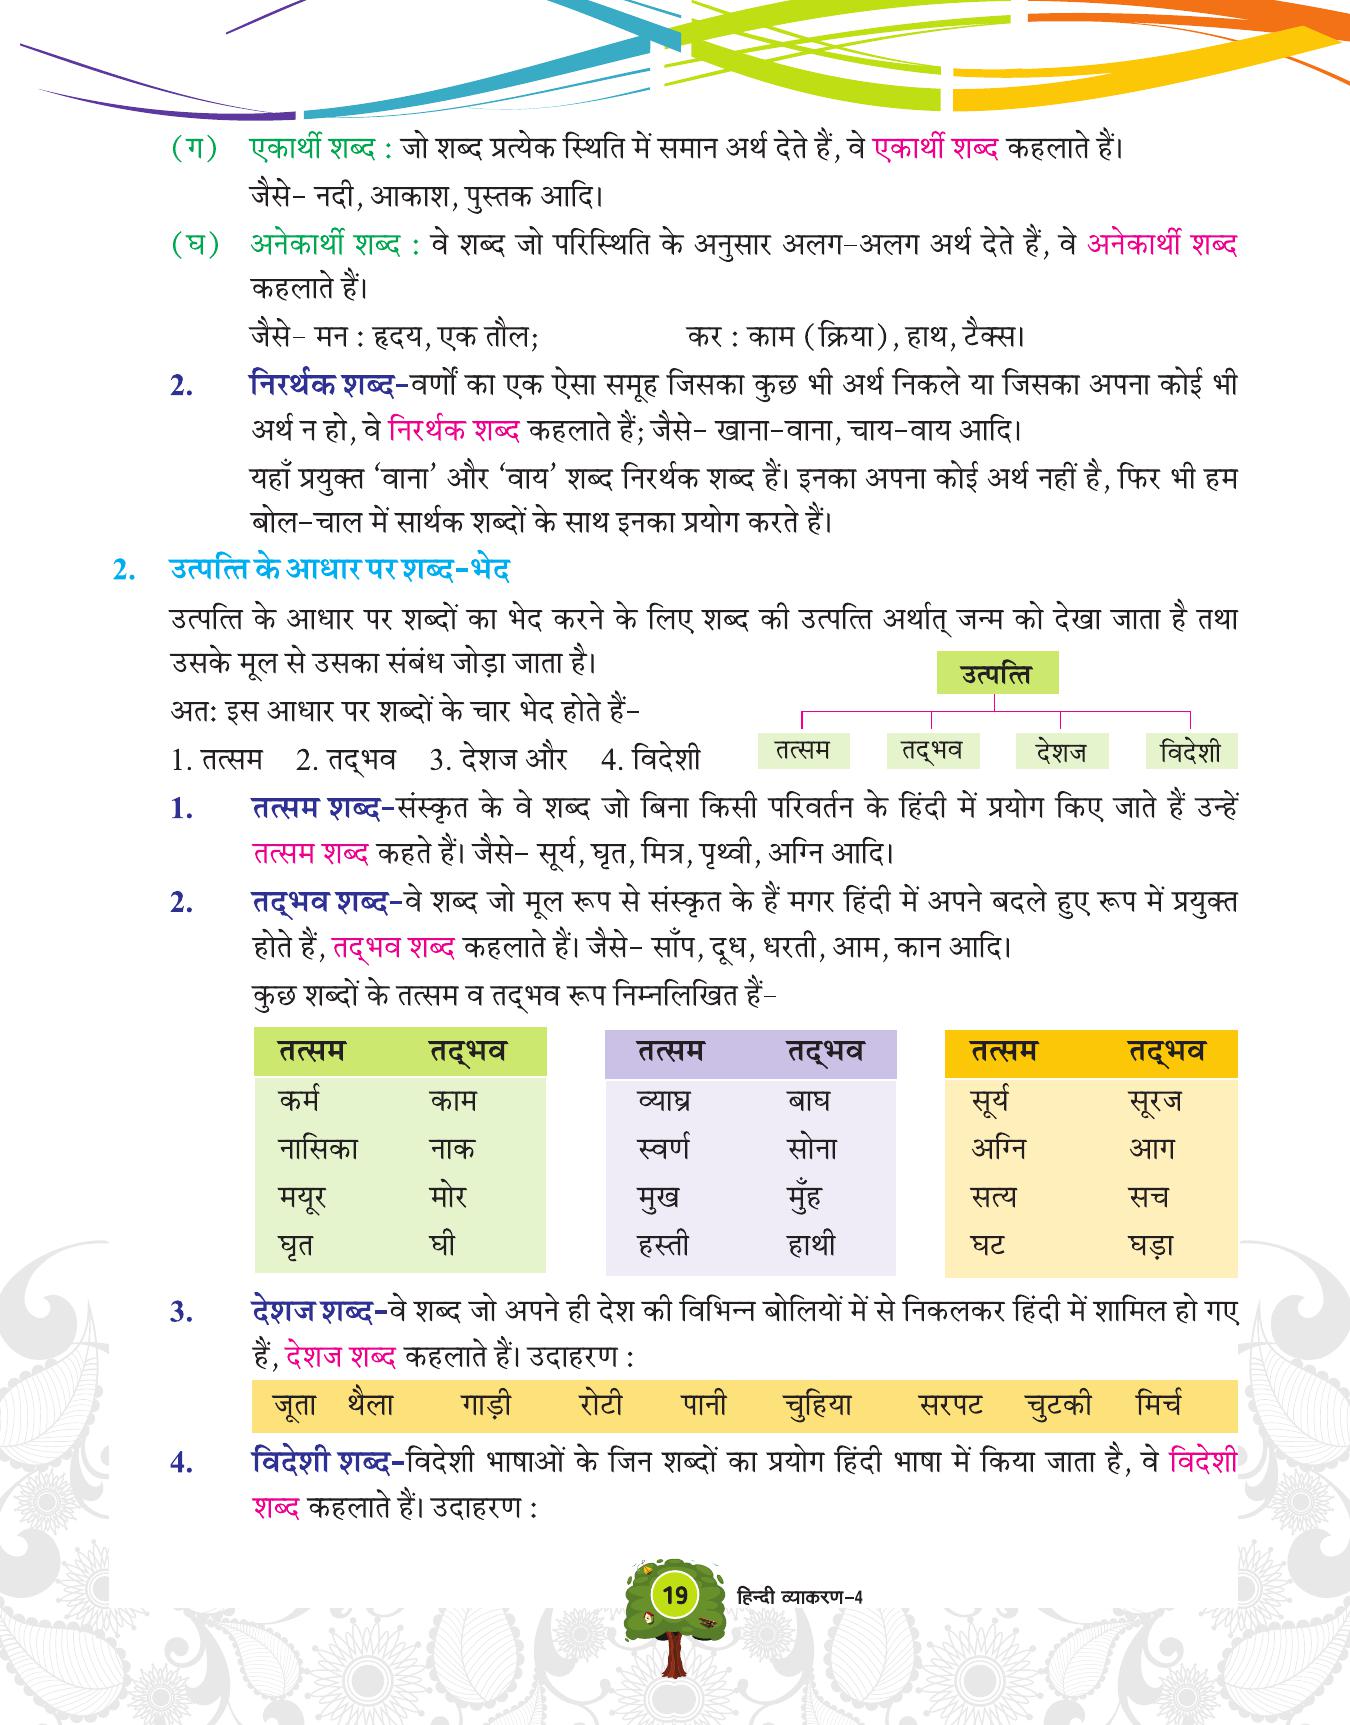 (ग) एकार्थी शब्द : जो शब्द प्रत्येक स्थिति में समान अर्थ देते हैं, वे एकार्थी शब्द कहलाते हैं।
जैसे– नदी, आकाश, पुस्तक आदि।
(घ) अनेकार्थी शब्द : वे शब्द जो परिस्थिति के अनुसार अलग–अलग अर्थ देते हैं, वे अनेकार्थी शब्द
कहलाते हैं।
जैसे– मन : हृदय, एक तौल; कर : काम (क्रिया), हाथ, टैक्स।
2. निरर्थक शब्द–वर्णों का एक ऐसा समूह जिसका कुछ भी अर्थ निकले या जिसका अपना कोई भी
अर्थ न हो, वे निरर्थक शब्द कहलाते हैं; जैसे– खाना–वाना, चाय–वाय आदि।
यहाँ प्रयुक्त ‘वाना’ और ‘वाय’ शब्द निरर्थक शब्द हैं। इनका अपना कोई अर्थ नहीं है, फिर भी हम
बोल–चाल में सार्थक शब्दों के साथ इनका प्रयोग करते हैं।
2. उत्पत्ति के आधार पर शब्द–भेद
उत्पत्ति के आधार पर शब्दों का भेद करने के लिए शब्द की उत्पत्ति अर्थात् जन्म को देखा जाता है तथा
उसके मूल से उसका संबंध जोड़ा जाता है।
उत्पत्ति
अतः इस आधार पर शब्दों के चार भेद होते हैं–
1. तत्सम 2. तद्‌भव 3. देशज और 4. विदेशी
तत्सम तद्‌भव देशज विदेशी
1. तत्सम शब्द–संस्कृत के वे शब्द जो बिना किसी परिवर्तन के हिंदी में प्रयोग किए जाते हैं उन्हें
तत्सम शब्द कहते हैं। जैसे– सूर्य, घृत, मित्र, पृथ्वी, अग्नि आदि।
2. तद्‌भव शब्द–वे शब्द जो मूल रूप से संस्कृत के हैं मगर हिंदी में अपने बदले हुए रूप में प्रयुक्त
होते हैं, तद्‌भव शब्द कहलाते हैं। जैसे– साँप, दूध, धरती, आम, कान आदि।
कुछ शब्दों के तत्सम व तद्‌भव रूप निम्नलिखित हैं–
तत्सम तद्‌भव तत्सम तद्‌भव तत्सम तद्‌भव
कर्म काम व्याघ्र बाघ सूर्य सूरज
नासिका नाक स्वर्ण सोना अग्नि आग
मयूर मोर मुख मुँह सत्य सच
घृत घी हस्ती हाथी घट घड़ा
3. देशज शब्द–वे शब्द जो अपने ही देश की विभिन्न बोलियों में से निकलकर हिंदी में शामिल हो गए
हैं, देशज शब्द कहलाते हैं। उदाहरण :
जूता थैला गाड़ी रोटी पानी चुहिया सरपट चुटकी मिर्च
4. विदेशी शब्द–विदेशी भाषाओं के जिन शब्दों का प्रयोग हिंदी भाषा में किया जाता है, वे विदेशी
शब्द कहलाते हैं। उदाहरण :
19 हिन्दी व्याकरण–4